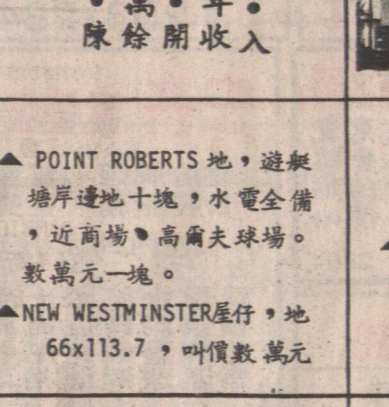 •萬•年•
陳餘開收入
▲ POINT ROBERTS 地，遊艇
塘岸邊地十塊，水電全備
，近商場、高爾夫球場。
數萬元一塊。
▲NEW WESTMINSTER屋仔，地
66x113.7 ，叫價數萬元